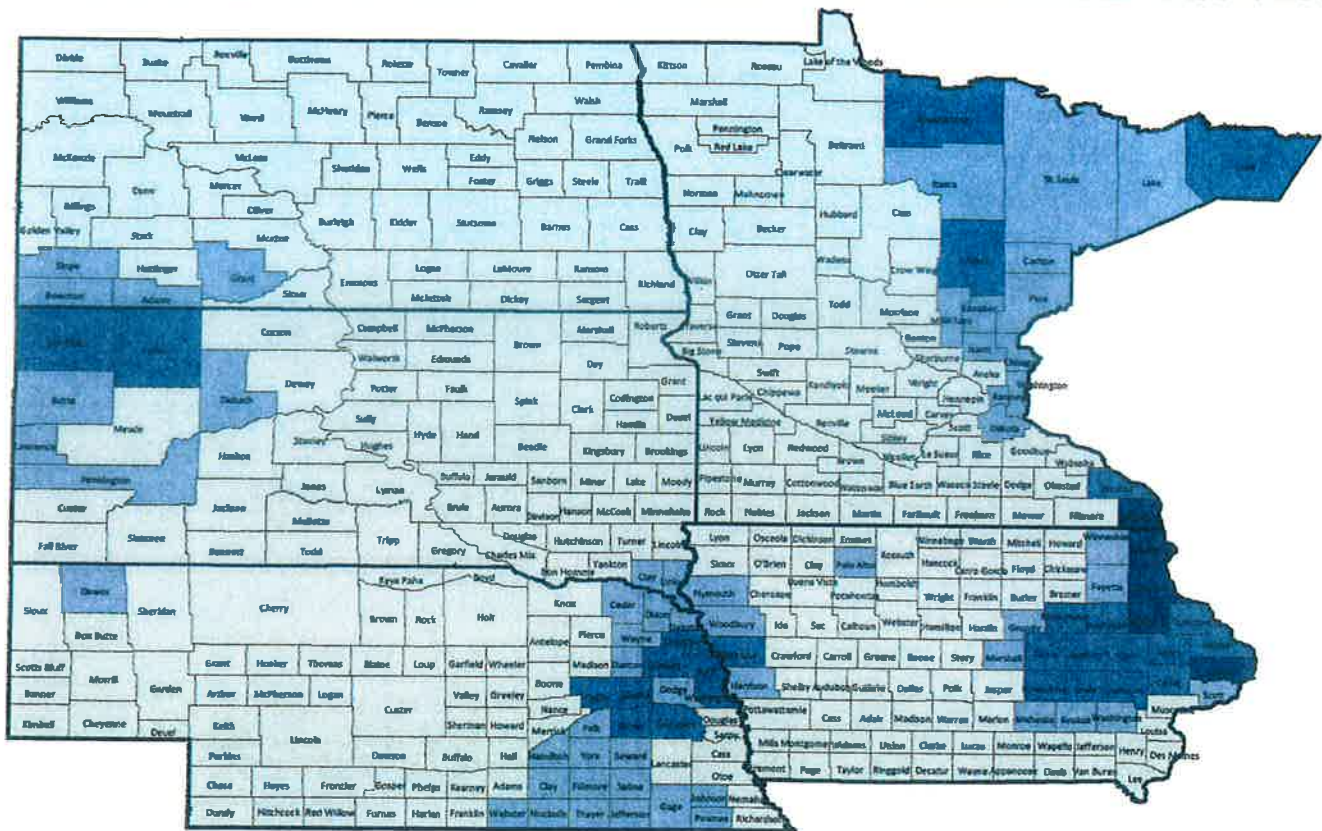 Divide Burke Renville Bottineau Rolette Towner Cavalier Pembina Kittson Roseau Lake of the Woods
Williams Mountrail Ward McHenry Pierce Benson Ramsey Walsh Marshall
Pennington
Red Lake
McKenzie McLean Sheridan Wells Eddy Nelson Grand Forks Polk Beltrami
Foster Griggs Steele Traill Clearwater Itasca St. Louis Lake
Dunn Mercer Oliver Norman Mahnomen
Billings Burleigh Kidder Stutsman Barnes Cass Clay Becker Hubbard Cass
Golden Valley Stark Morton
Slope Hettinger Grant Wadena Crow Wing Carlton
Sioux Emmons Logan LaMoure Ransom Richland Wilkin Otter Tail
Bowman Adams McIntosh Dickey Sargent Todd Morrison Pine
Corson Campbell McPherson Brown Marshall Roberts Traverse Grant Douglas Benton
Walworth Edmunds Day Big Stone Stevens Pope Stearns Sherburne Anoka Washington
Butte Ziebach Dewey Potter Faulk Grant Swift Kandiyohi Meeker Wright Hennepin Ramsey
Meade Sully Spink Clark Codington Lac qui Parle Chippewa McLeod Carver
Hamlin Deuel Yellow Medicine Renville Scott Dakota
Lawrence Haakon Stanley Hughes Hyde Hand Beadle Kingsbury Brookings Lincoln Lyon Redwood Sibley Le Sueur Rice Goodhue Wabasha
Pennington Jones Lyman Buffalo Jerauld Sanborn Miner Lake Moody Pipestone Murray Cottonwood Brown Watonwan Blue Earth Waseca Steele Dodge Olmsted
Custer Jackson Mellette Brule Aurora Davison Hanson McCook Minnehaha Rock Nobles Jackson Martin Faribault Freeborn Mower Fillmore
Fall River Shannon Bennett Todd Tripp Gregory Douglas Hutchinson Turner Lincoln Lyon Osceola Dickinson Emmet Winnebago Worth Mitchell Howard Winneshiek
Charles Mix Bon Homme Yankton Clay Sioux O'Brien Clay Palo Alto Kossuth Hancock Cerro Gordo Floyd Chickasaw
Sioux Dawes Sheridan Cherry Keya Paha Boyd Knox Cedar Dixon Plymouth Cherokee Buena Vista Pocahontas Humboldt Wright Franklin Butler Bremer Fayette
Box Butte Brown Rock Holt Antelope Pierce Wayne Woodbury Ida Sac Calhoun Webster Hamilton Hardin
Scotts Bluff Morrill Grant Hooker Thomas Blaine Loup Garfield Wheeler Madison Crawford Carroll Greene Boone Story Marshall
Banner Garden Arthur McPherson Logan Custer Valley Greeley Boone Nance Dodge Harrison Shelby Audubon Guthrie Dallas Polk Jasper Scott
Kimball Cheyenne Deuel Keith Lincoln Sherman Howard Merrick Polk Douglas Sarpy Pottawattamie Cass Adair Madison Warren Marion Keokuk Washington Louisa
Perkins Dawson Buffalo Hall Hamilton York Seward Lancaster Cass Mills Montgomery Adams Union Clarke Lucas Monroe Wapello Jefferson Henry Des Moines
Chase Hayes Frontier Gosper Phelps Kearney Adams Clay Fillmore Saline Otoe Fremont Page Taylor Ringgold Decatur Wayne Appanoose Davis Van Buren Lee
Dundy Hitchcock Red Willow Furnas Harlan Franklin Webster Nuckolls Thayer Jefferson Gage Johnson Nemaha Pawnee Richardson